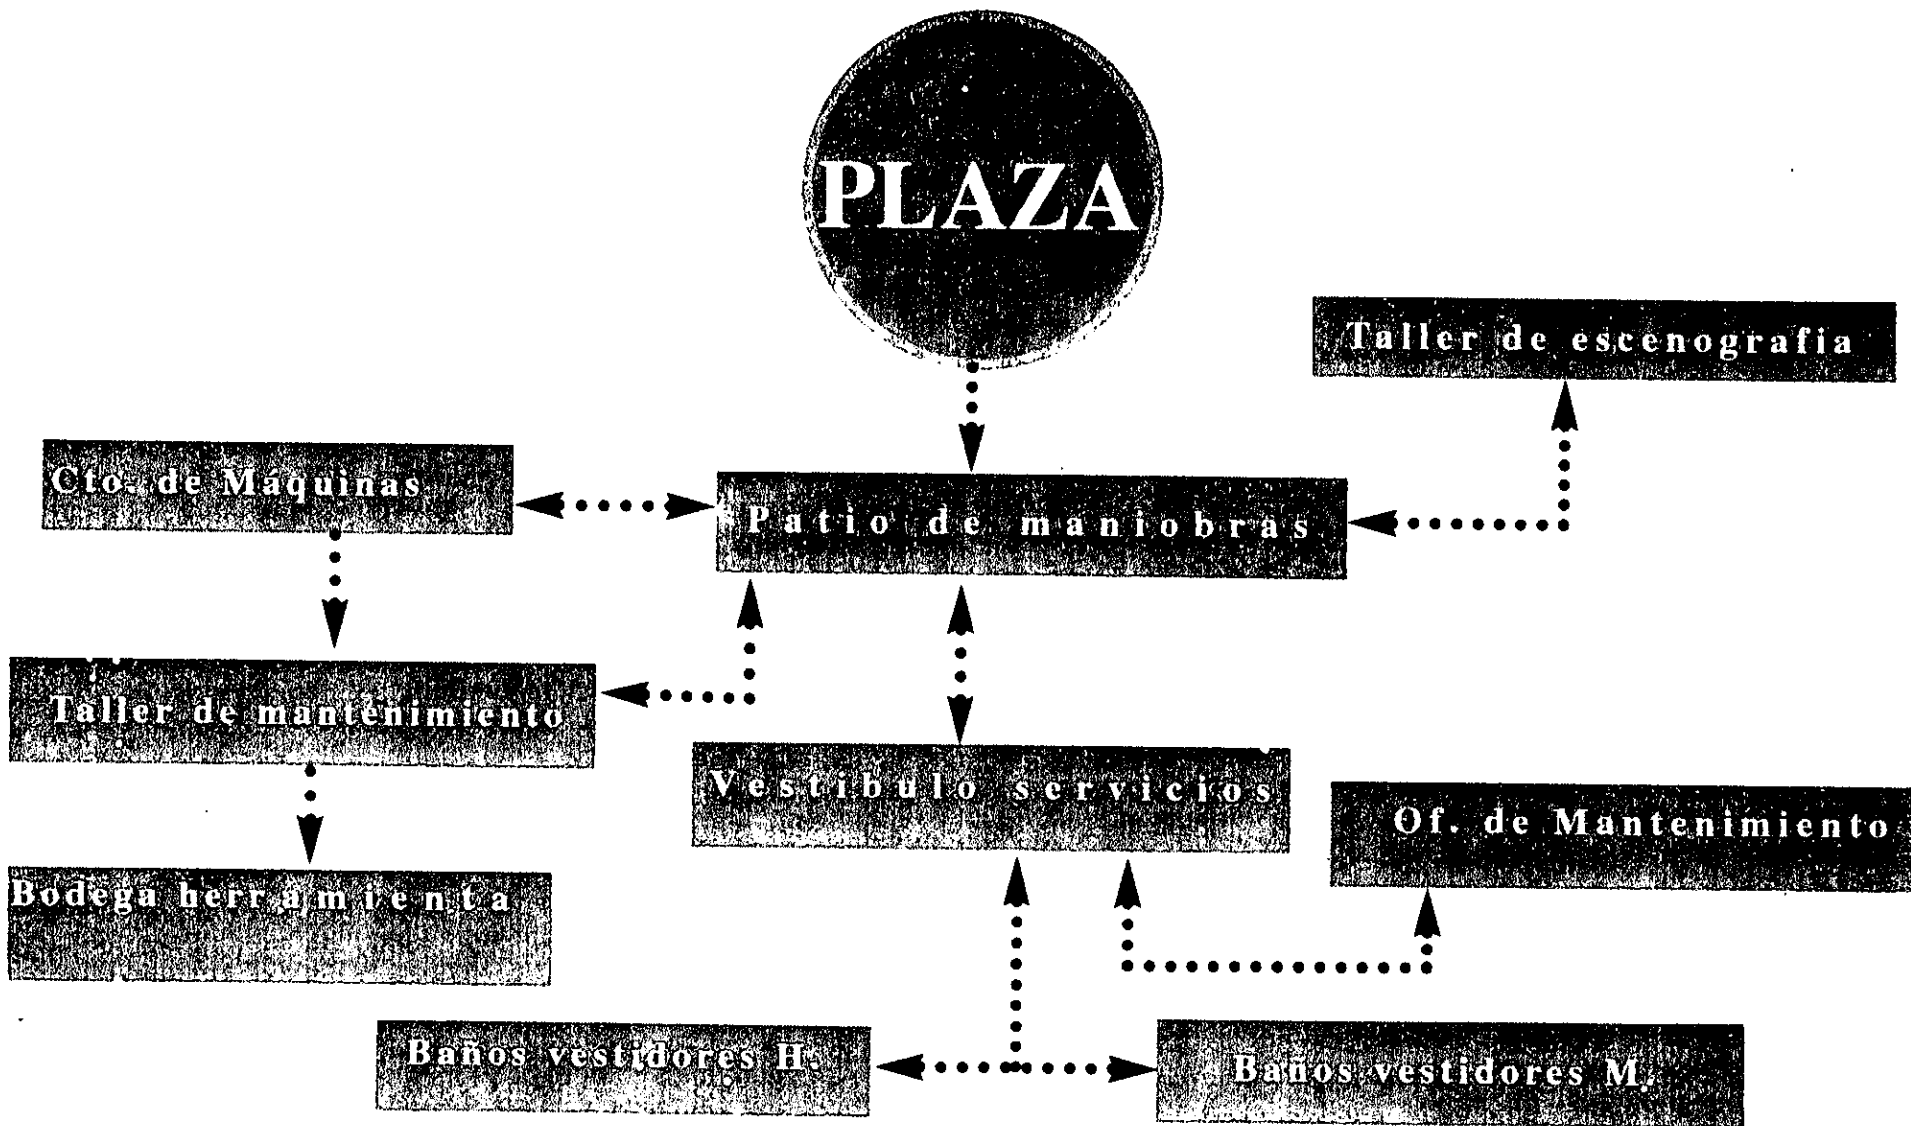 PLAZA
Taller de escenografia
Cto. de Máquinas
Patio de maniobras
Taller de mantenimiento
Vestibulo servicios
Of. de Mantenimiento
Bodega herramienta
Baños vestidores H.
Baños vestidores M.